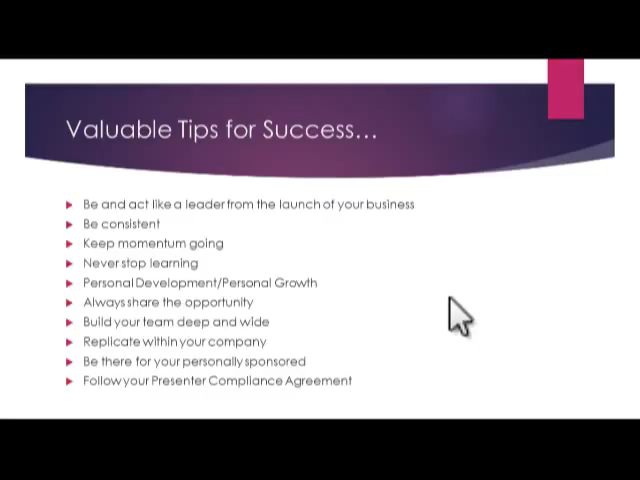 Valuable Tips for Success...
Be and act like a leader from the launch of your business
Be consistent
Keep momentum going
Never stop learning
Personal Development/Personal Growth
Always share the opportunity
Build your team deep and wide
Replicate within your company
Be there for your personally sponsored
Follow your Presenter Compliance Agreement